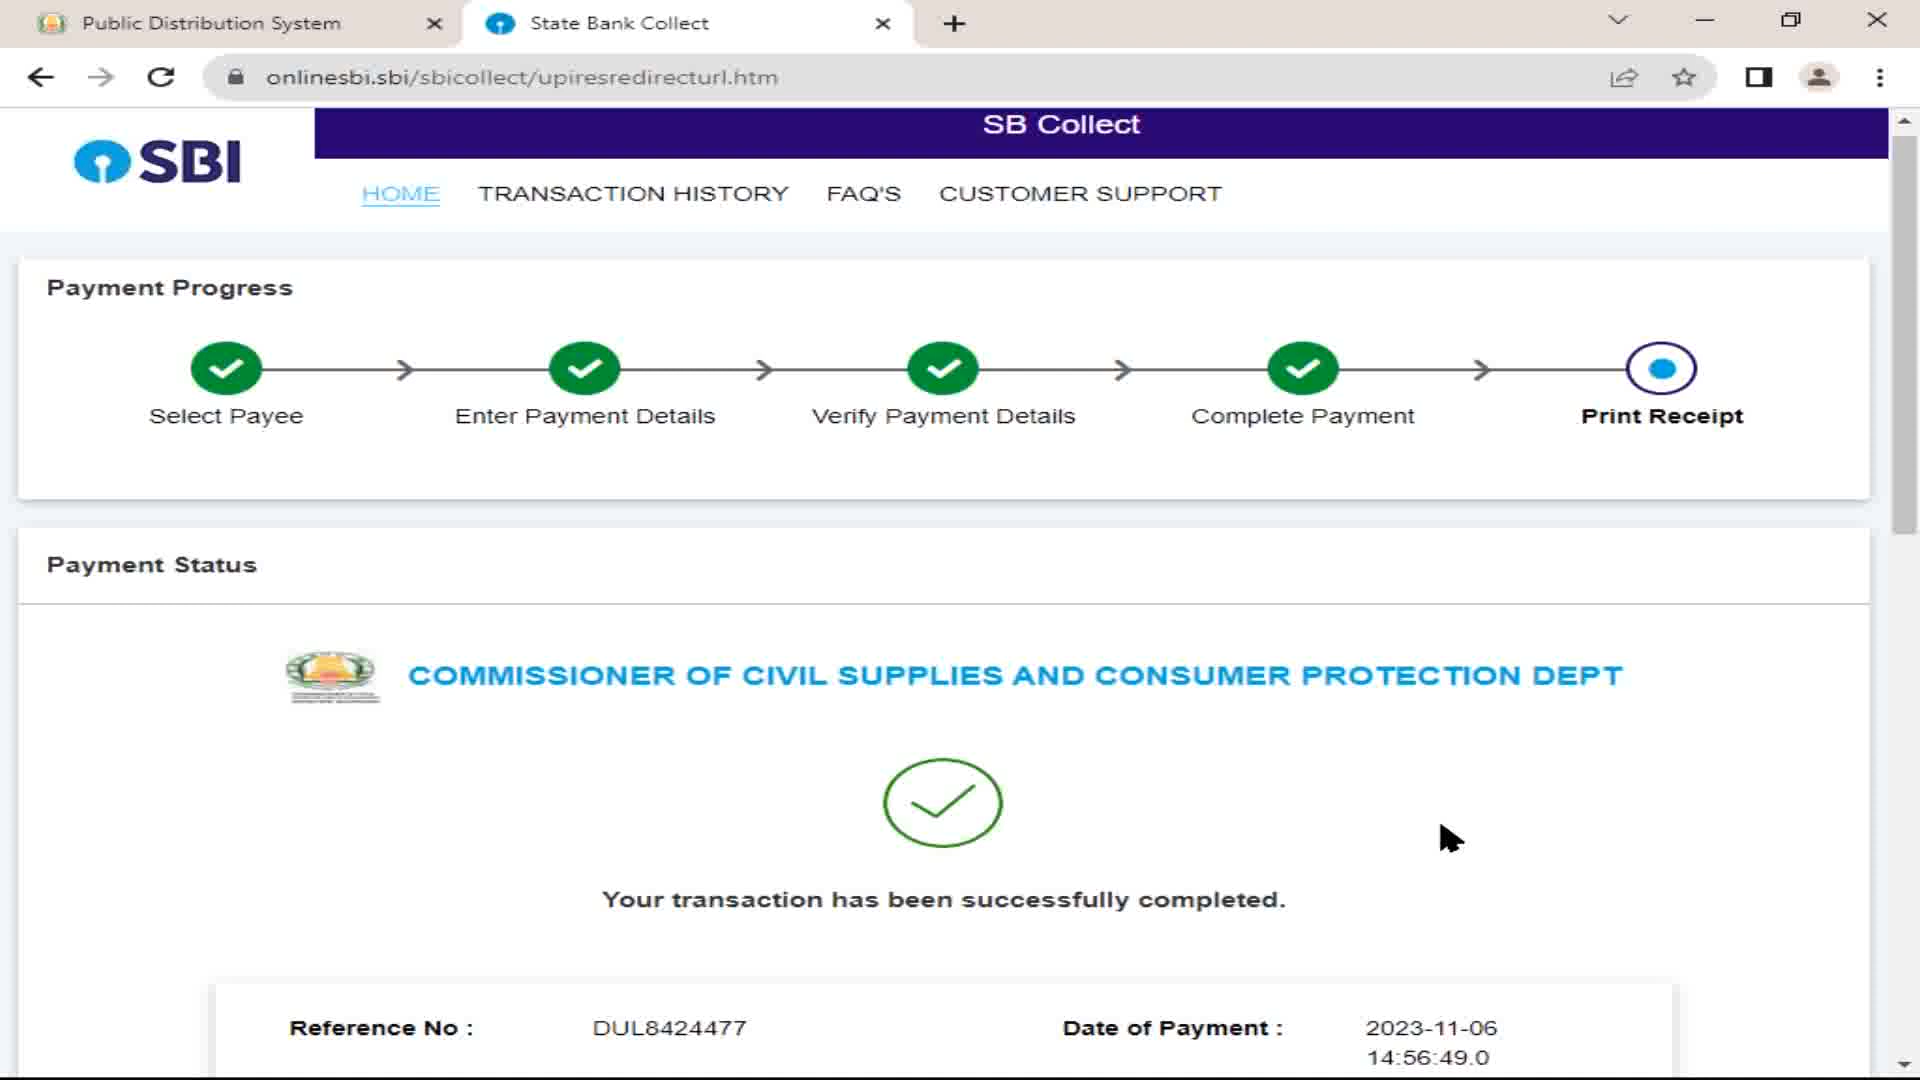 Public Distribution System
State Bank Collect
onlinesbi.sbi/sbicollect/upiresredirecturl.htm
SBI
SB Collect
HOME TRANSACTION HISTORY FAQ'S CUSTOMER SUPPORT
Payment Progress
Select Payee
Enter Payment Details
Verify Payment Details
Complete Payment
Print Receipt
Payment Status
COMMISSIONER OF CIVIL SUPPLIES AND CONSUMER PROTECTION DEPT
Your transaction has been successfully completed.
Reference No : DUL8424477
Date of Payment : 2023-11-06
14:56:49.0